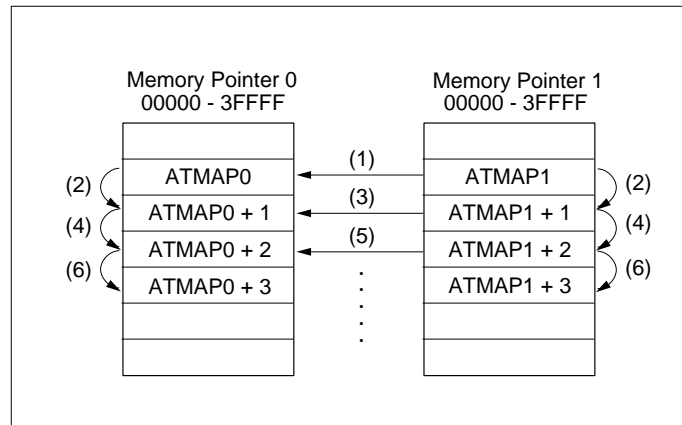 Memory Pointer 0
00000 - 3FFFF
Memory Pointer 1
00000 - 3FFFF
(1)
(2)
ATMAP0
ATMAP1
(2)
(3)
ATMAP0 + 1
ATMAP1 + 1
(4)
(4)
(5)
ATMAP0 + 2
ATMAP1 + 2
(6)
(6)
ATMAP0 + 3
ATMAP1 + 3